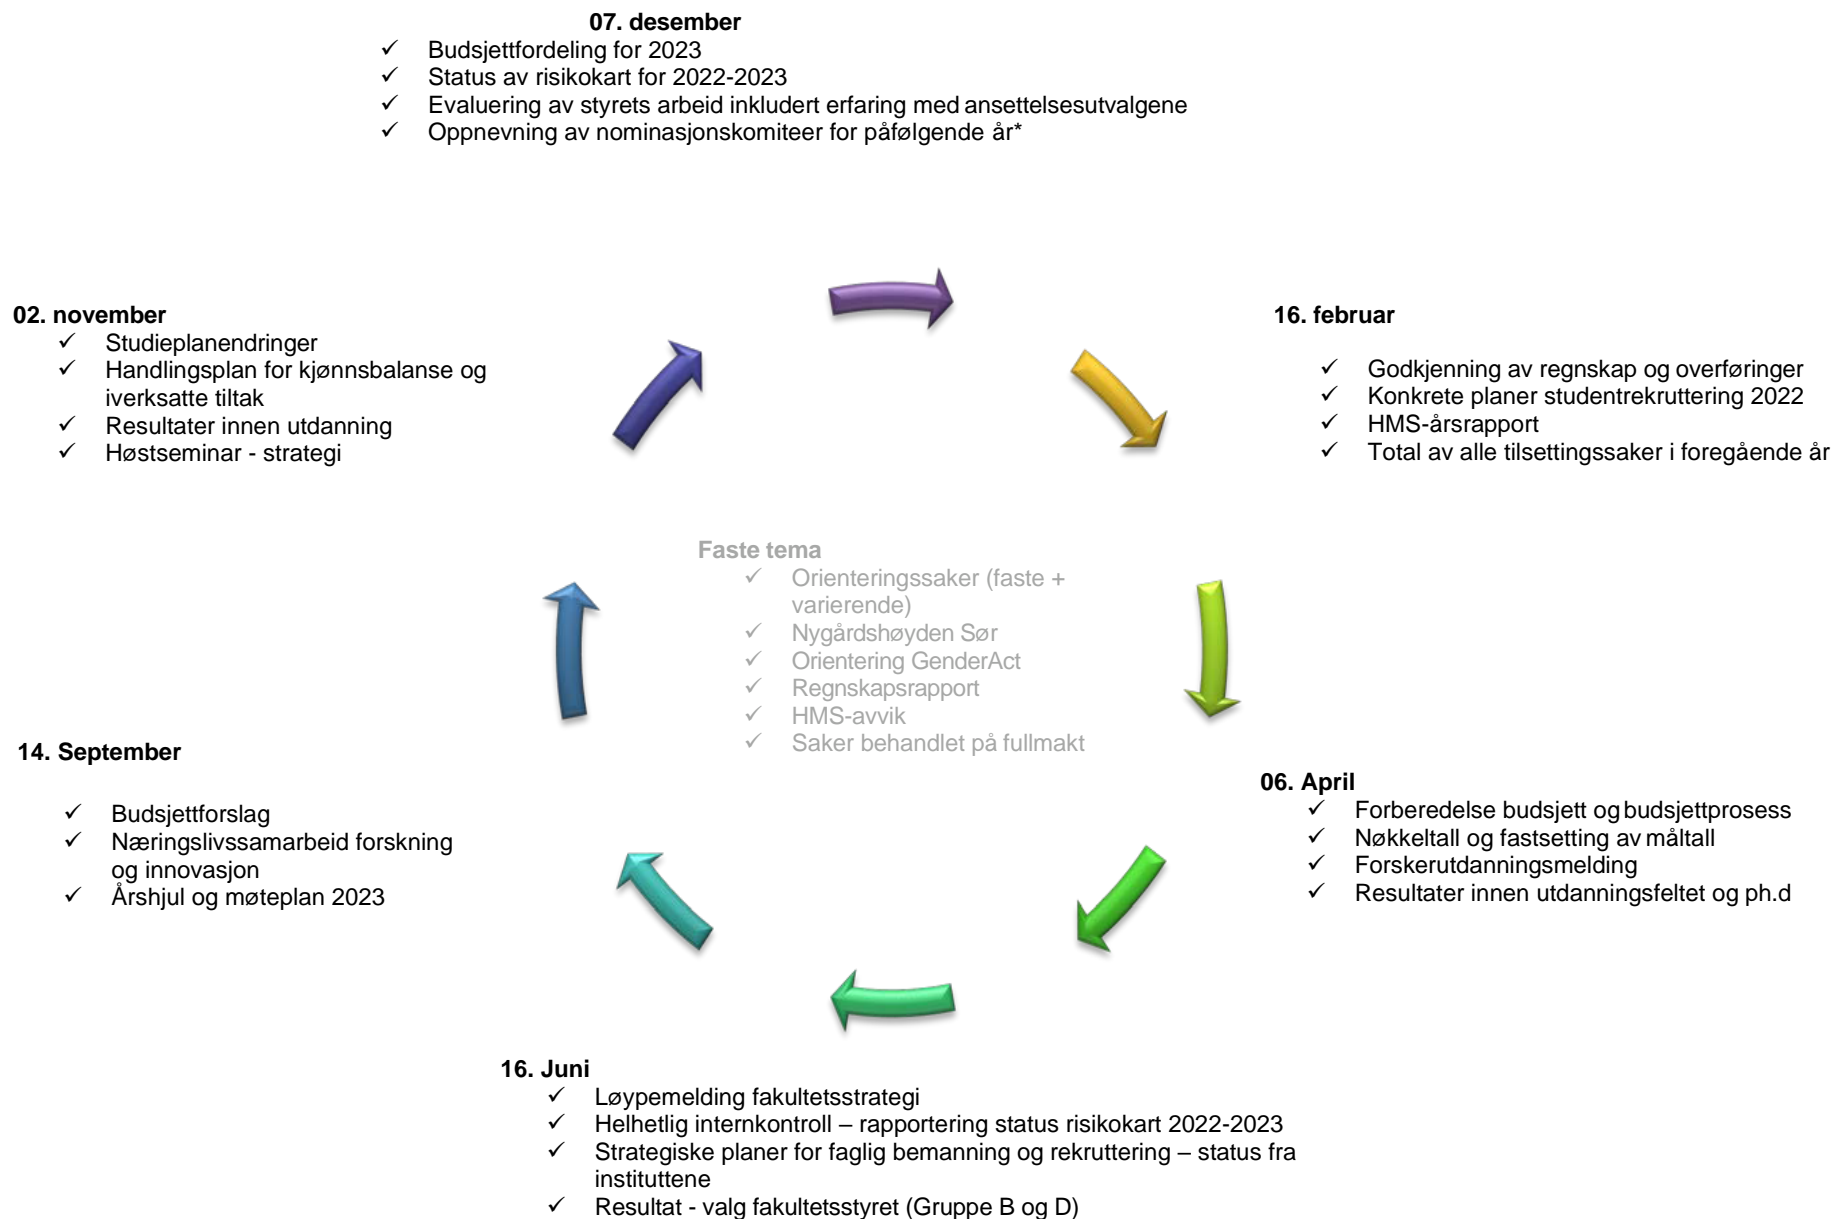 07. desember
✓ Budsjettfordeling for 2023
✓ Status av risikokart for 2022-2023
✓ Evaluering av styrets arbeid inkludert erfaring med ansettelsesutvalgene
✓ Oppnevning av nominasjonskomiteer for påfølgende år*
16. februar
✓ Godkjenning av regnskap og overføringer
✓ Konkrete planer studentrekruttering 2022
✓ HMS-årsrapport
✓ Total av alle tilsettingssaker i foregående år
06. April
✓ Forberedelse budsjett og budsjettprosess
✓ Nøkkeltall og fastsetting av måltall
✓ Forskerutdanningsmelding
✓ Resultater innen utdanningsfeltet og ph.d
16. Juni
✓ Løypemelding fakultetsstrategi
✓ Helhetlig internkontroll – rapportering status risikokart 2022-2023
✓ Strategiske planer for faglig bemanning og rekruttering – status fra
instituttene
✓ Resultat - valg fakultetsstyret (Gruppe B og D)
14. September
✓ Budsjettforslag
✓ Næringslivssamarbeid forskning
og innovasjon
✓ Årshjul og møteplan 2023
02. november
✓ Studieplanendringer
✓ Handlingsplan for kjønnsbalanse og
iverksatte tiltak
✓ Resultater innen utdanning
✓ Høstseminar - strategi
Faste tema
✓ Orienteringssaker (faste +
varierende)
✓ Nygårdshøyden Sør
✓ Orientering GenderAct
✓ Regnskapsrapport
✓ HMS-avvik
✓ Saker behandlet på fullmakt